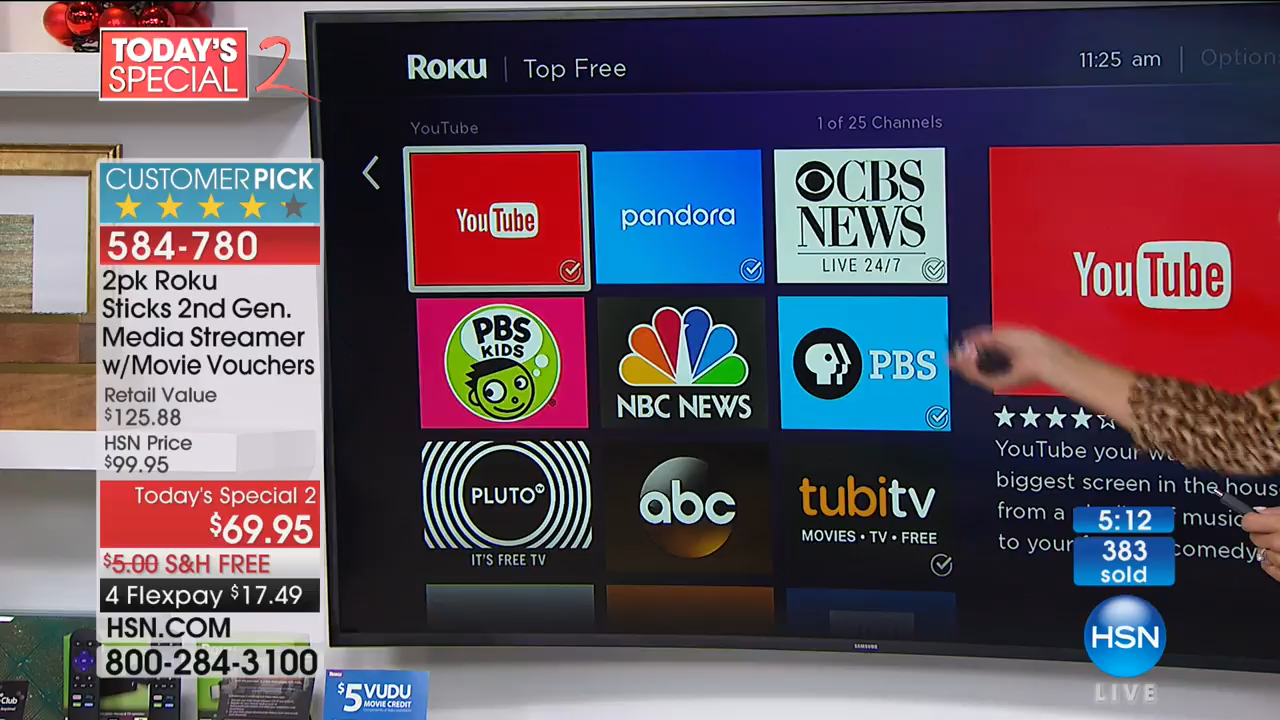 TODAY'S
SPECIAL 2
CUSTOMER PICK
584-780
2pk Roku
Sticks 2nd Gen.
Media Streamer
w/Movie Vouchers
Retail Value
$125.88
HSN Price
$99.95
Today's Special 2
$69.95
$5.00 S&H FREE
4 Flexpay $17.49
HSN.COM
800-284-3100
ROKU | Top Free
11:25 am | Option
YouTube
1 of 25 Channels
YouTube
pandora
CBS
NEWS
LIVE 24/7
PBS
KIDS
NBC NEWS
PBS
PLUTO TV
IT'S FREE TV
abc
tubitv
MOVIES • TV • FREE
YouTube
YouTube your
biggest screen in the hous
from a
music
to your
comedy,
SAMSUNG
5:12
383
sold
HSN
LIVE
Roku
$5 VUDU
MOVIE CREDIT
Club